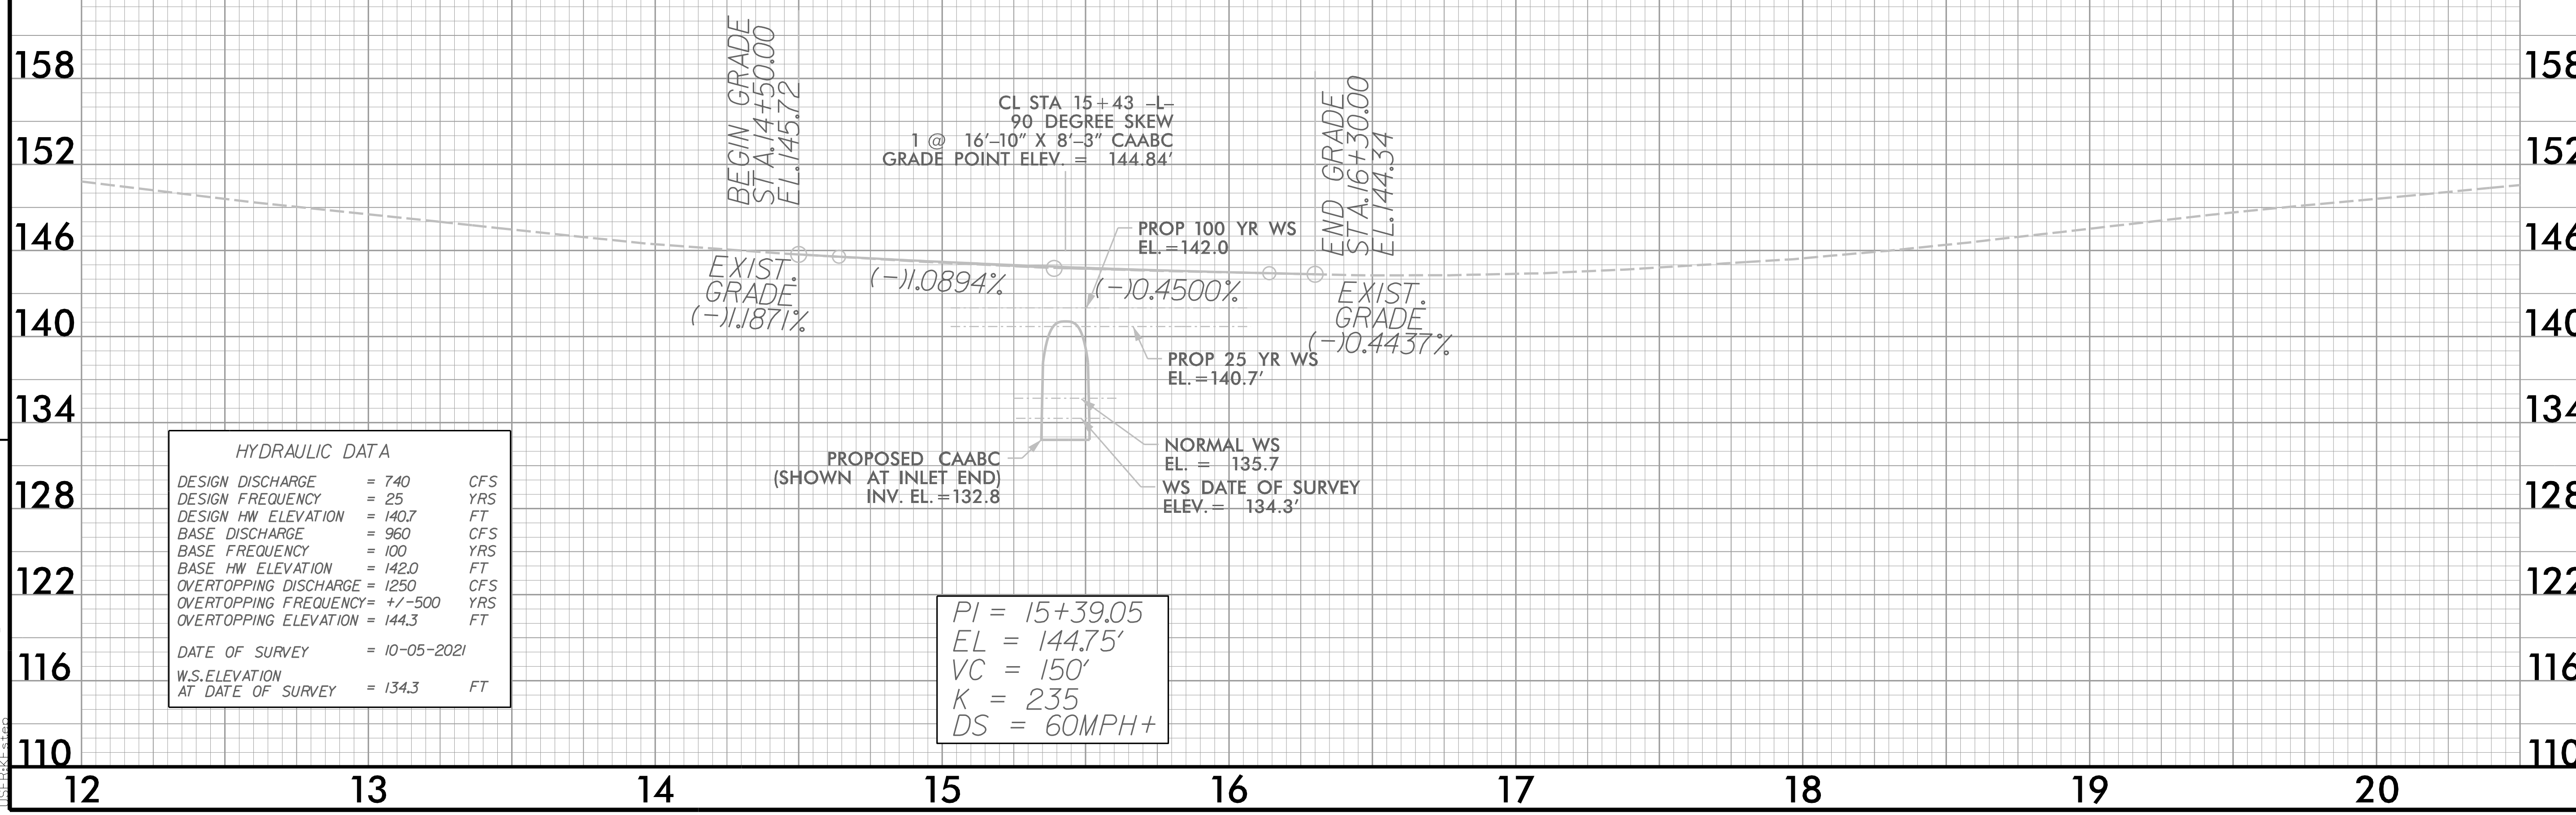 158
152
146
140
134
128
122
116
110
158
152
146
140
134
128
122
116
110
BEGIN GRADE
STA.14+50.00
EL.145.72
CL STA 15+43 -L-
90 DEGREE SKEW
1 @ 16'-10" X 8'-3" CAABC
GRADE POINT ELEV. = 144.84'
END GRADE
STA.16+30.00
EL.144.34
PROP 100 YR WS
EL.=142.0
EXIST.
GRADE
(-)1.1871%
(-)1.0894%
(-)0.4500%
EXIST.
GRADE
(-)0.4437%
PROP 25 YR WS
EL.=140.7'
PROPOSED CAABC
(SHOWN AT INLET END)
INV. EL.=132.8
NORMAL WS
EL. = 135.7
WS DATE OF SURVEY
ELEV.= 134.3'
HYDRAULIC DATA
DESIGN DISCHARGE = 740 CFS
DESIGN FREQUENCY = 25 YRS
DESIGN HW ELEVATION = 140.7 FT
BASE DISCHARGE = 960 CFS
BASE FREQUENCY = 100 YRS
BASE HW ELEVATION = 142.0 FT
OVERTOPPING DISCHARGE = 1250 CFS
OVERTOPPING FREQUENCY= +/-500 YRS
OVERTOPPING ELEVATION = 144.3 FT
DATE OF SURVEY = 10-05-2021
W.S.ELEVATION
AT DATE OF SURVEY = 134.3 FT
PI = 15+39.05
EL = 144.75'
VC = 150'
K = 235
DS = 60MPH+
12 13 14 15 16 17 18 19 20